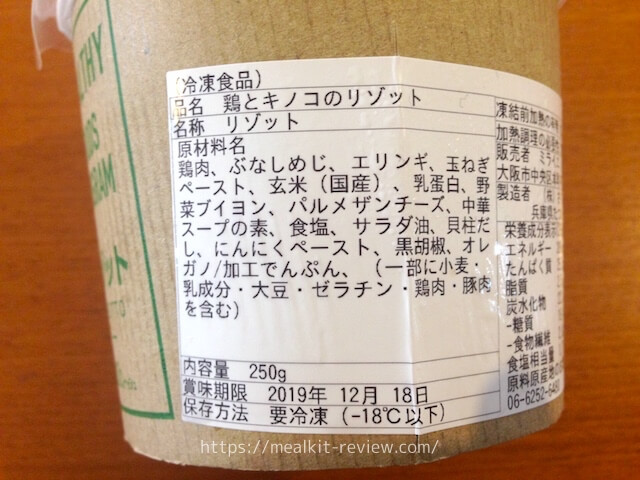 THY
DS
RAM
ット
(冷凍食品)
品名 鶏とキノコのリゾット
名称 リゾット
原材料名
鶏肉、ぶなしめじ、エリンギ、玉ねぎ
ペースト、玄米(国産)、乳蛋白、野
菜ブイヨン、パルメザンチーズ、中華
スープの素、食塩、サラダ油、貝柱だ
し、にんにくペースト、黒胡椒、オレ
ガノ/加工でんぷん、(一部に小麦・
乳成分・大豆・ゼラチン・鶏肉・豚肉
を含む)
内容量 250g
賞味期限 2019年 12月 18日
保存方法 要冷凍(-18℃以下)
凍結前加熱の有無
加熱調理の必要性
販売者 ミライ
大阪市中央区
製造者 (株)
兵庫県
栄養成分表示
エネルギー
たんぱく質
脂質
炭水化物
-糖質
-食物繊維
食塩相当量
原料原産地
06-6252-64
https://mealkit-review.com/